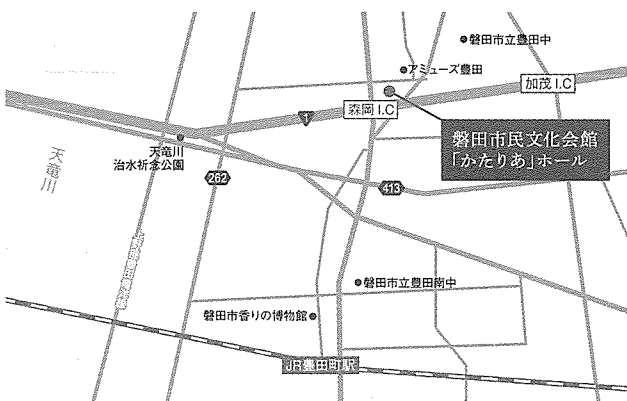 磐田市立豊田中
アミューズ豊田
加茂 I.C
森岡 I.C
1
磐田市民文化会館
「かたりあ」ホール
天竜川
治水祈念公園
天竜川
262
413
磐田市立豊田南中
磐田市香りの博物館
JR豊田町駅